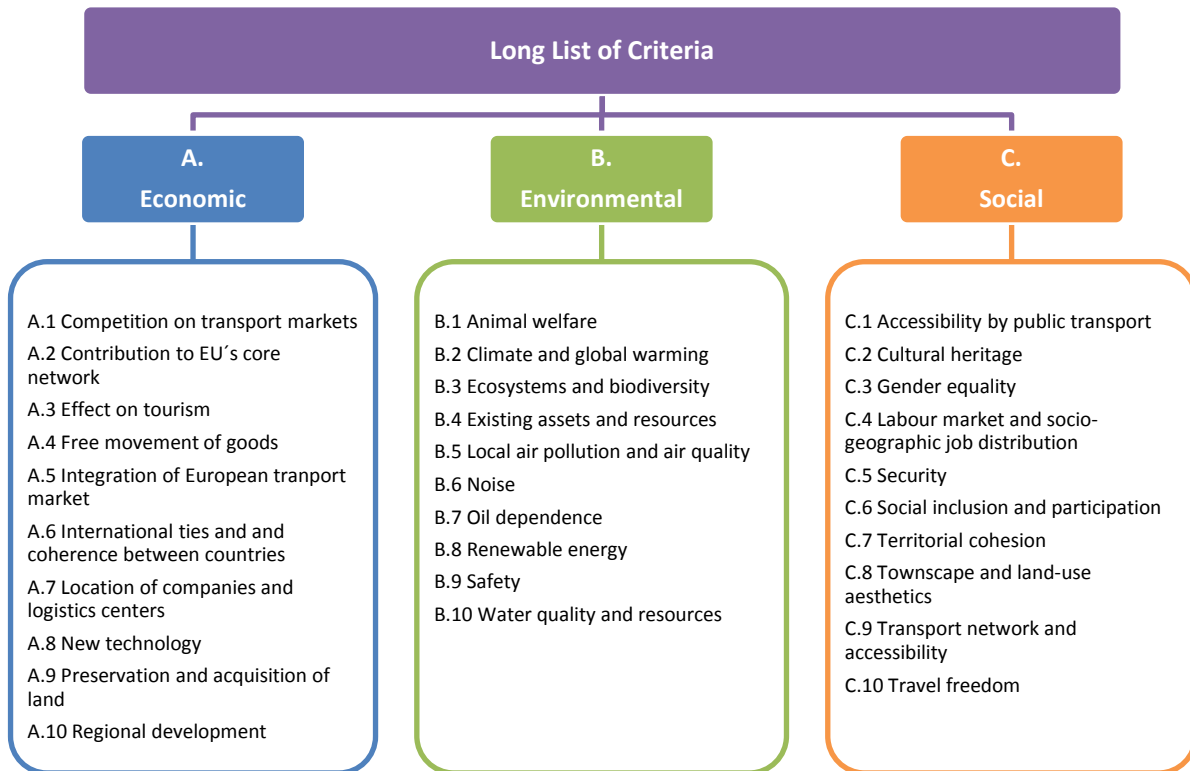 Long List of Criteria
A.
Economic
B.
Environmental
C.
Social
A.1 Competition on transport markets
A.2 Contribution to EU´s core
network
A.3 Effect on tourism
A.4 Free movement of goods
A.5 Integration of European tranport
market
A.6 International ties and and
coherence between countries
A.7 Location of companies and
logistics centers
A.8 New technology
A.9 Preservation and acquisition of
land
A.10 Regional development
B.1 Animal welfare
B.2 Climate and global warming
B.3 Ecosystems and biodiversity
B.4 Existing assets and resources
B.5 Local air pollution and air quality
B.6 Noise
B.7 Oil dependence
B.8 Renewable energy
B.9 Safety
B.10 Water quality and resources
C.1 Accessibility by public transport
C.2 Cultural heritage
C.3 Gender equality
C.4 Labour market and socio-
geographic job distribution
C.5 Security
C.6 Social inclusion and participation
C.7 Territorial cohesion
C.8 Townscape and land-use
aesthetics
C.9 Transport network and
accessibility
C.10 Travel freedom